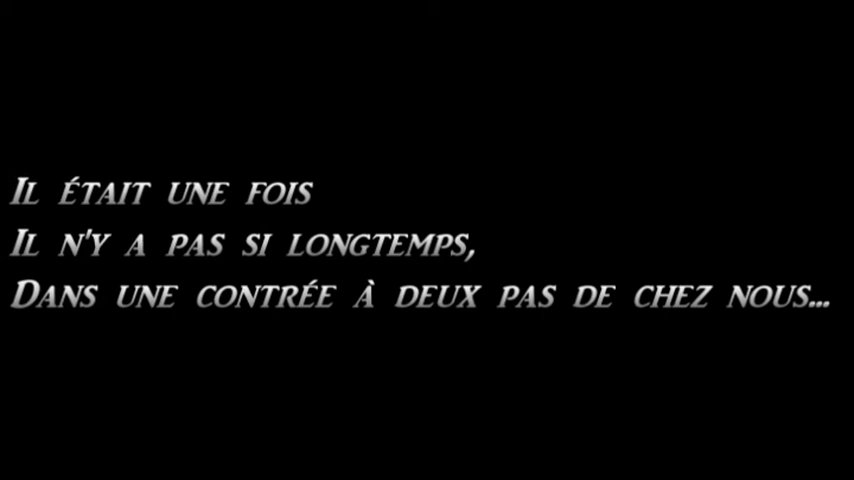 Il était une fois
Il n'y a pas si longtemps,
Dans une contrée à deux pas de chez nous...